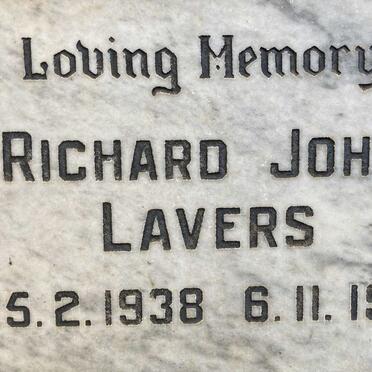 Loving Memory
RICHARD JOH
LAVERS
5.2.1938 6.11.19